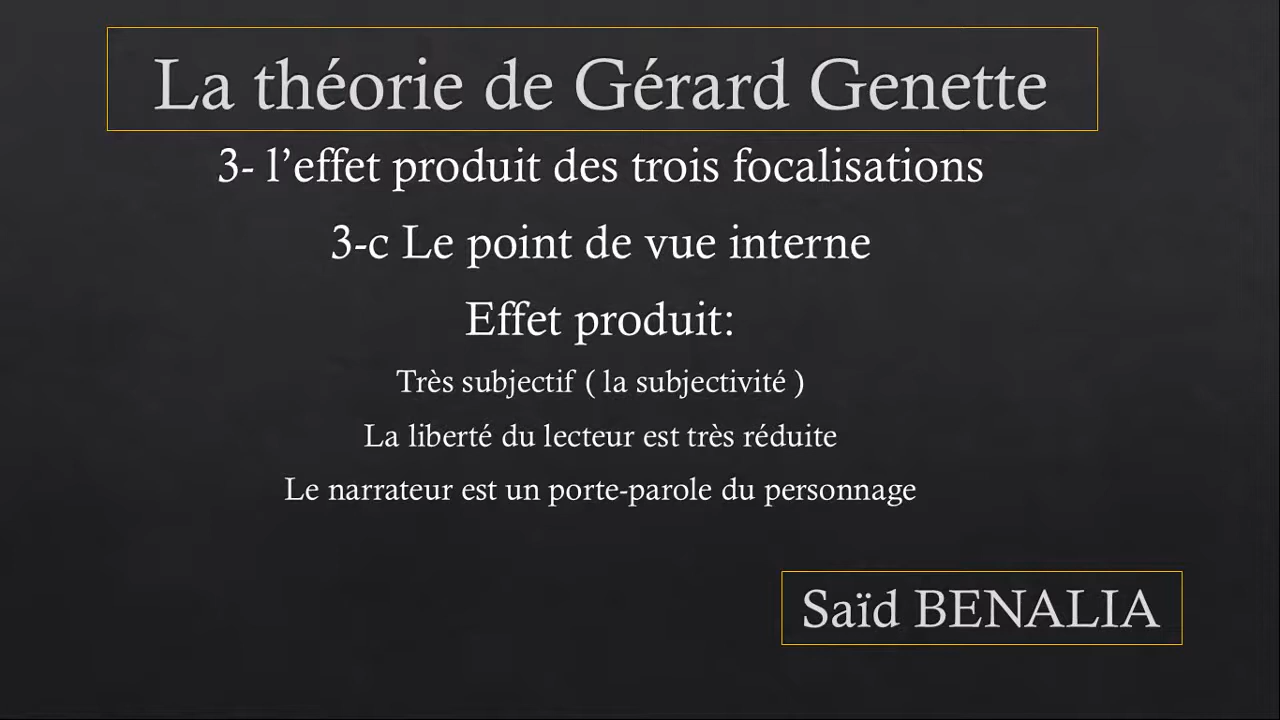 La théorie de Gérard Genette
3- l’effet produit des trois focalisations
3-c Le point de vue interne
Effet produit:
Très subjectif ( la subjectivité )
La liberté du lecteur est très réduite
Le narrateur est un porte-parole du personnage
Saïd BENALIA